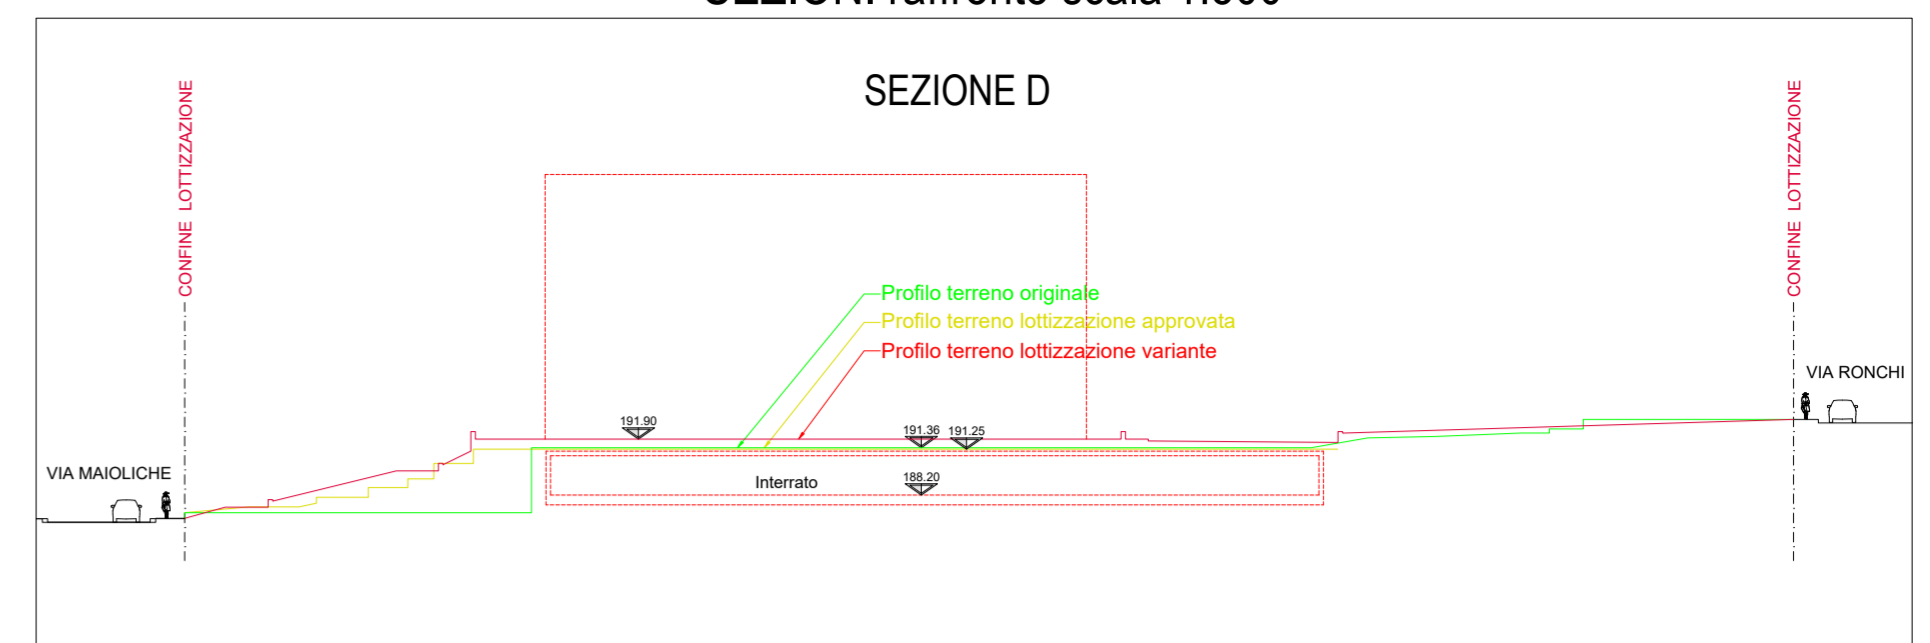 SEZIONE D
CONFINE LOTTIZZAZIONE
CONFINE LOTTIZZAZIONE
Profilo terreno originale
Profilo terreno lottizzazione approvata
Profilo terreno lottizzazione variante
VIA RONCHI
191.90
191.36
191.25
VIA MAIOLICHE
Interrato
188.20